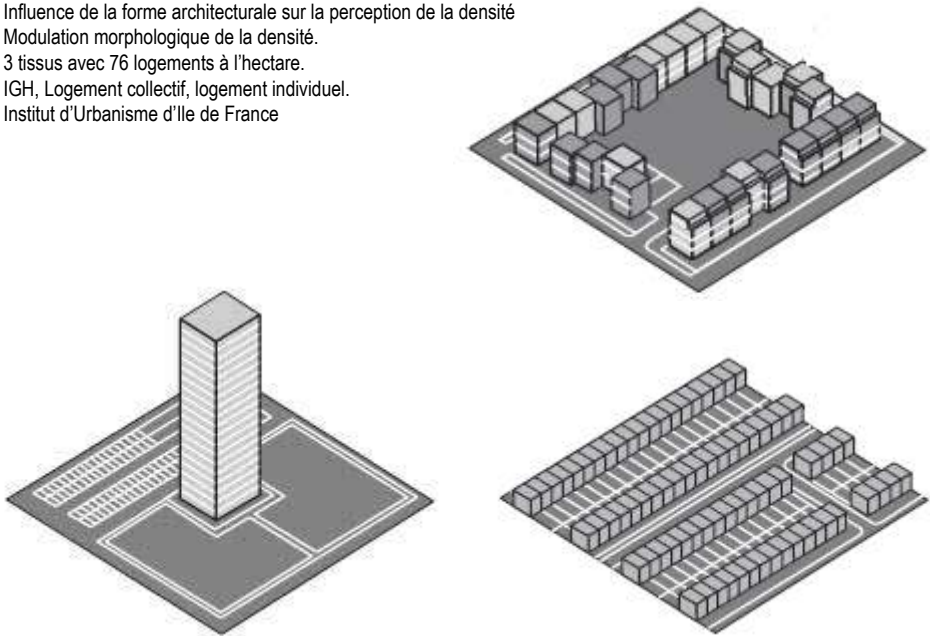 Influence de la forme architecturale sur la perception de la densité
Modulation morphologique de la densité.
3 tissus avec 76 logements à l’hectare.
IGH, Logement collectif, logement individuel.
Institut d’Urbanisme d’Ile de France